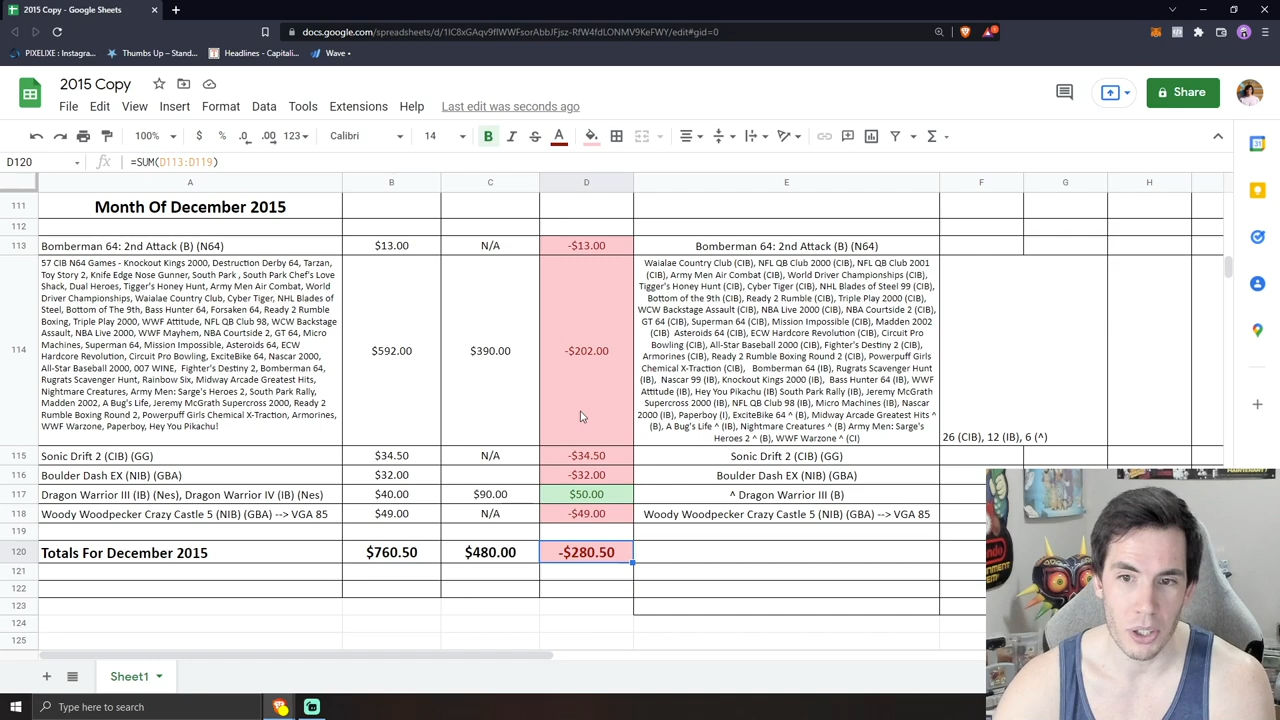 2015 Copy - Google Sheets
docs.google.com/spreadsheets/d/1IC8xGAqv9flWWFsorAbbJFjsz-RfW4fdLONMV9KeFWY/edit#gid=0
PIXELIXE : Instagra... Thumbs Up – Stand... Headlines - Capitali... Wave •
2015 Copy
Share
File Edit View Insert Format Data Tools Extensions Help Last edit was seconds ago
100% $ % .0 .00 123 Calibri 14 B I S A
D120 fx =SUM(D113:D119)
A B C D E F G H
111 Month Of December 2015
112
113 Bomberman 64: 2nd Attack (B) (N64) $13.00 N/A -$13.00 Bomberman 64: 2nd Attack (B) (N64)
57 CIB N64 Games - Knockout Kings 2000, Destruction Derby 64, Tarzan,
Toy Story 2, Knife Edge Nose Gunner, South Park , South Park Chef's Love
Shack, Dual Heroes, Tigger's Honey Hunt, Army Men Air Combat, World
Driver Championships, Waialae Country Club, Cyber Tiger, NHL Blades of
Steel, Bottom of The 9th, Bass Hunter 64, Forsaken 64, Ready 2 Rumble
Boxing, Triple Play 2000, WWF Attitude, NFL QB Club 98, WCW Backstage
Assault, NBA Live 2000, WWF Mayhem, NBA Courtside 2, GT 64, Micro
Machines, Superman 64, Mission Impossible, Asteroids 64, ECW
Hardcore Revolution, Circuit Pro Bowling, ExciteBike 64, Nascar 2000,
All-Star Baseball 2000, 007 WINE, Fighter's Destiny 2, Bomberman 64,
Rugrats Scavenger Hunt, Rainbow Six, Midway Arcade Greatest Hits,
Nightmare Creatures, Army Men: Sarge's Heroes 2, South Park Rally,
Madden 2002, A Bug's Life, Jeremy McGrath Supercross 2000, Ready 2
Rumble Boxing Round 2, Powerpuff Girls Chemical X-Traction, Armorines,
WWF Warzone, Paperboy, Hey You Pikachu!
114 $592.00 $390.00 -$202.00
Waialae Country Club (CIB), NFL QB Club 2000 (CIB), NFL QB Club 2001
(CIB), Army Men Air Combat (CIB), World Driver Championships (CIB),
Tigger's Honey Hunt (CIB), Cyber Tiger (CIB), NHL Blades of Steel 99 (CIB),
Bottom of the 9th (CIB), Ready 2 Rumble (CIB), Triple Play 2000 (CIB),
WCW Backstage Assault (CIB), NBA Live 2000 (CIB), NBA Courtside 2 (CIB)
GT 64 (CIB), Superman 64 (CIB), Mission Impossible (CIB), Madden 2002
(CIB) Asteroids 64 (CIB), ECW Hardcore Revolution (CIB), Circuit Pro
Bowling (CIB), All-Star Baseball 2000 (CIB), Fighter's Destiny 2 (CIB),
Armorines (CIB), Ready 2 Rumble Boxing Round 2 (CIB), Powerpuff Girls
Chemical X-Traction (CIB), Bomberman 64 (IB), Rugrats Scavenger Hunt
(IB), Nascar 99 (IB), Knockout Kings 2000 (IB), Bass Hunter 64 (IB), WWF
Attitude (IB), Hey You Pikachu (IB) South Park Rally (IB), Jeremy McGrath
Supercross 2000 (IB), NFL QB Club 98 (IB), Micro Machines (IB), Nascar
2000 (IB), Paperboy (I), ExciteBike 64 ^ (B), Midway Arcade Greatest Hits ^
(B), A Bug's Life ^ (IB), Nightmare Creatures ^ (B) Army Men: Sarge's
Heroes 2 ^ (B), WWF Warzone ^ (CI)
26 (CIB), 12 (IB), 6 (^)
115 Sonic Drift 2 (CIB) (GG) $34.50 N/A -$34.50 Sonic Drift 2 (CIB) (GG)
116 Boulder Dash EX (NIB) (GBA) $32.00 -$32.00 Boulder Dash EX (NIB) (GBA)
117 Dragon Warrior III (IB) (Nes), Dragon Warrior IV (IB) (Nes) $40.00 $90.00 $50.00 ^ Dragon Warrior III (B)
118 Woody Woodpecker Crazy Castle 5 (NIB) (GBA) --> VGA 85 $49.00 N/A -$49.00 Woody Woodpecker Crazy Castle 5 (NIB) (GBA) --> VGA 85
119
120 Totals For December 2015 $760.50 $480.00 -$280.50
121
122
123
124
125
Sheet1
Type here to search